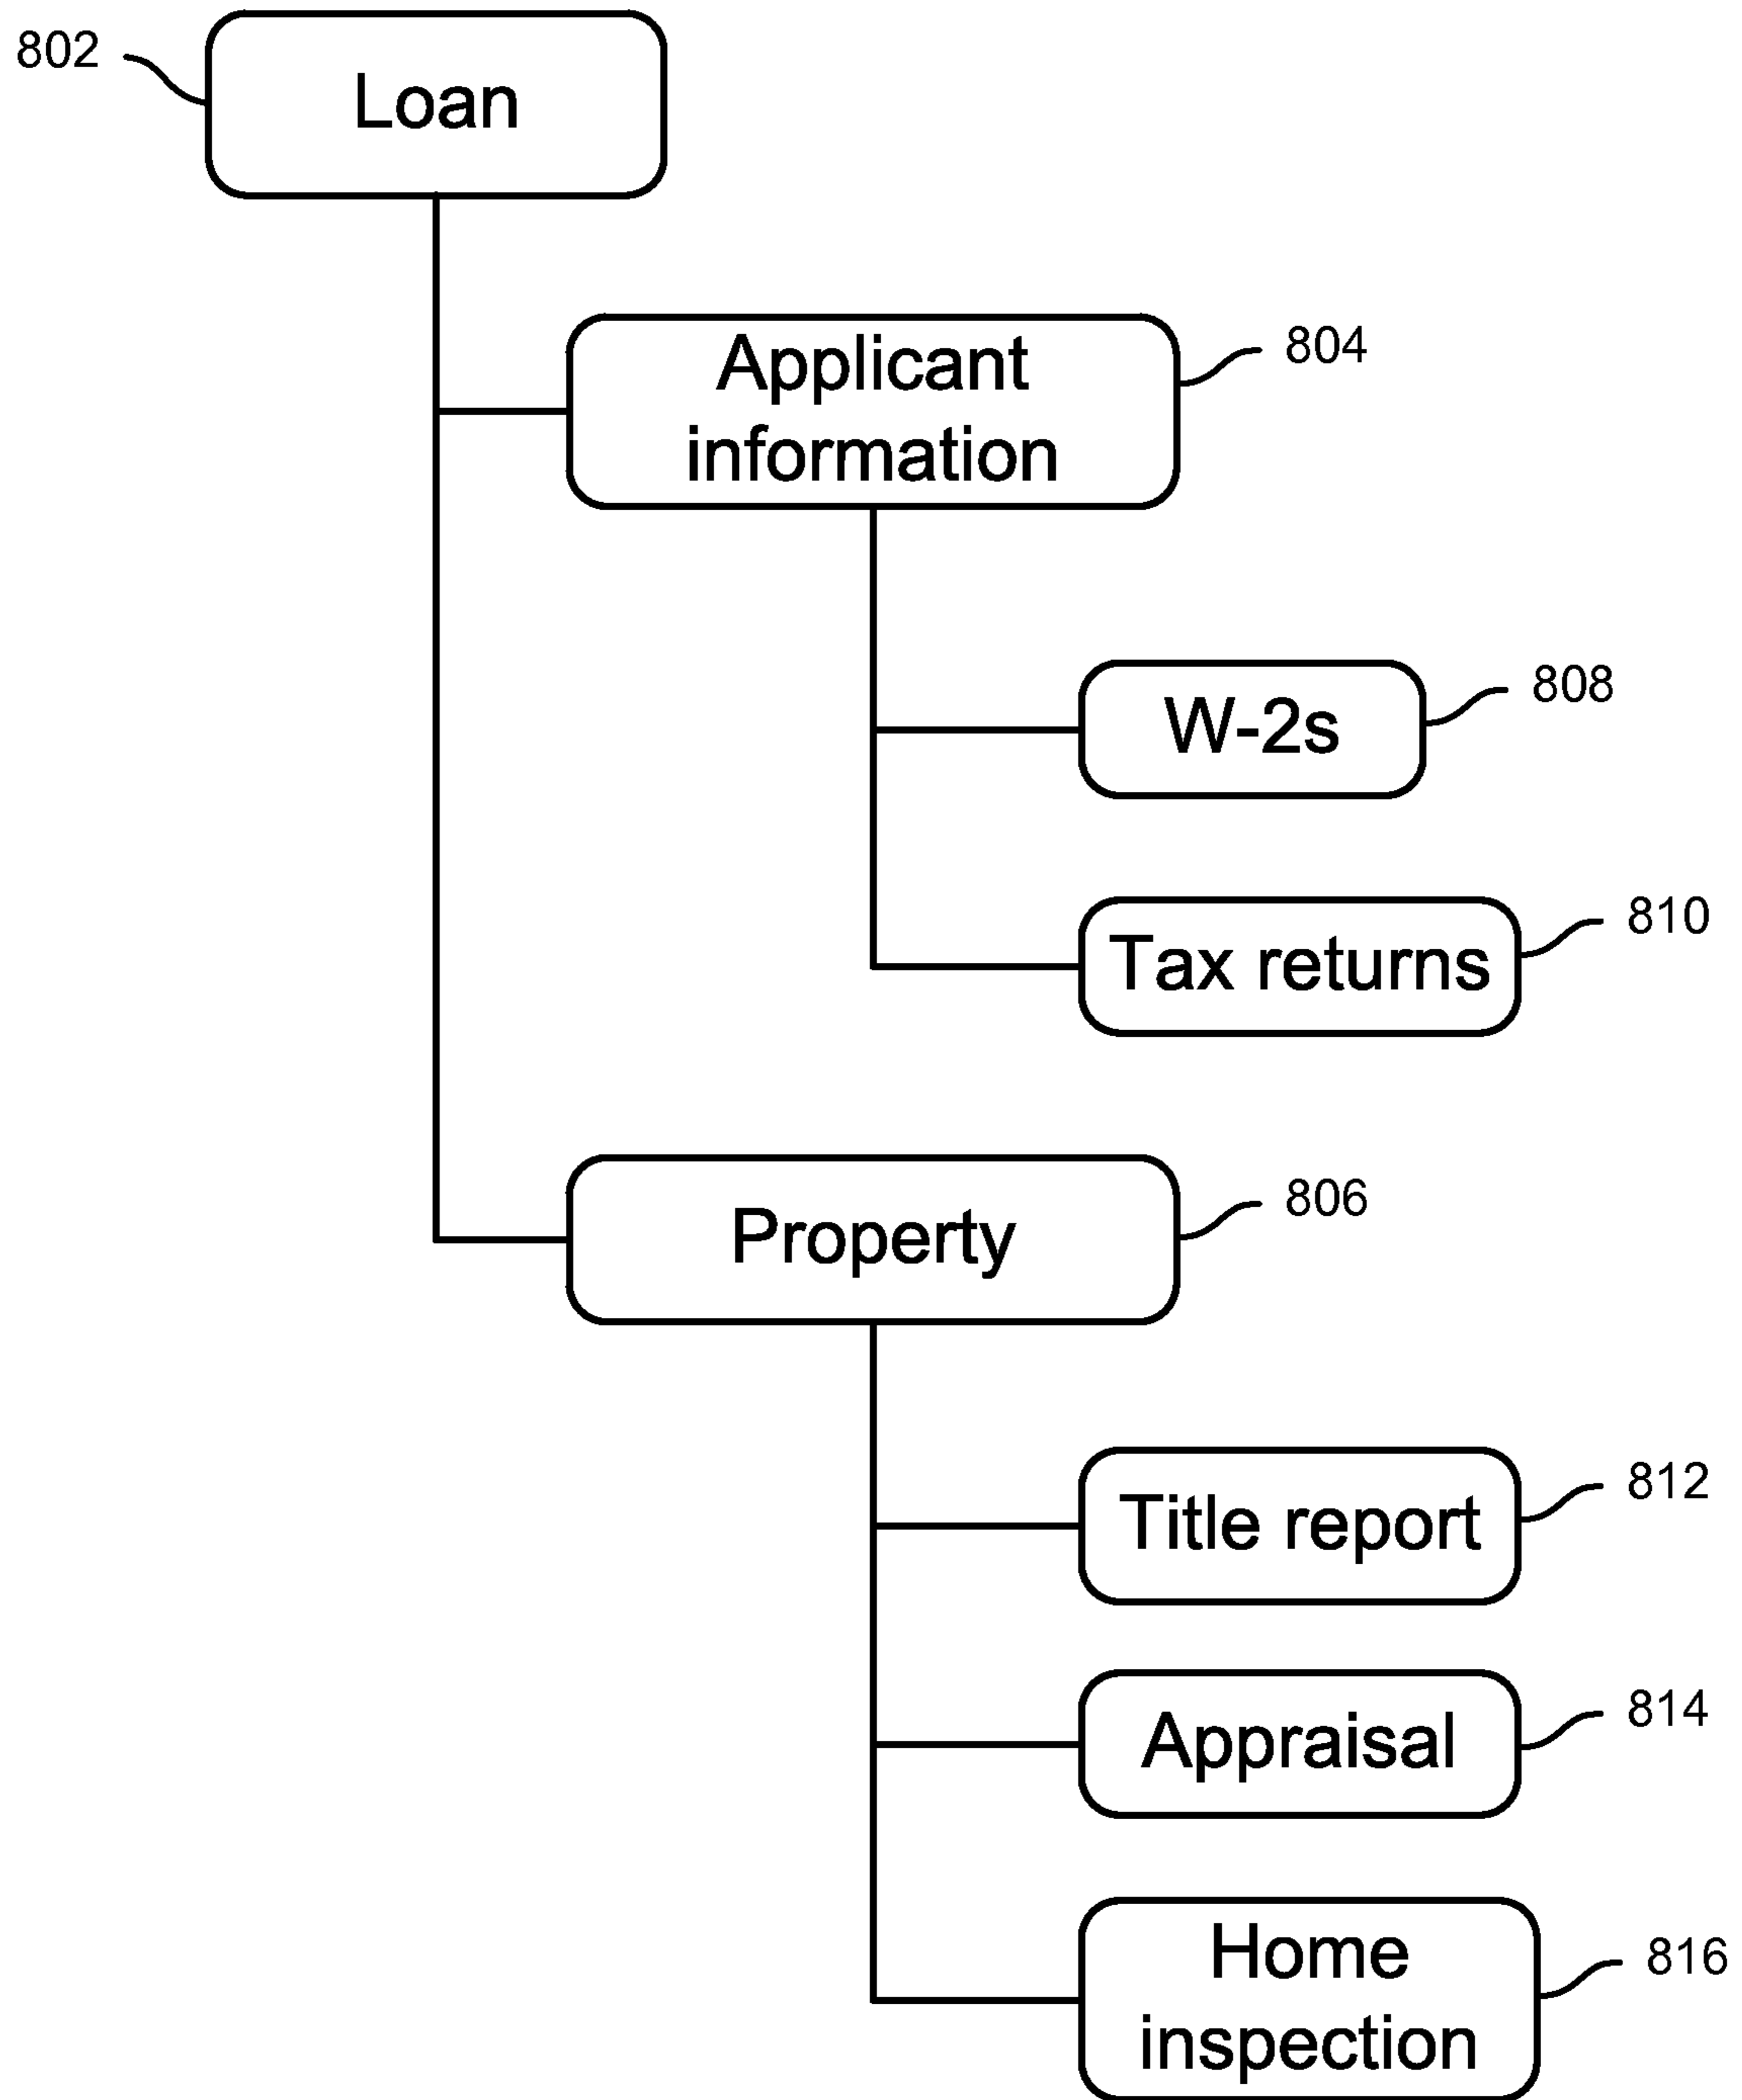 802
Loan
Applicant
information
804
W-2s
808
Tax returns
810
Property
806
Title report
812
Appraisal
814
Home
inspection
816